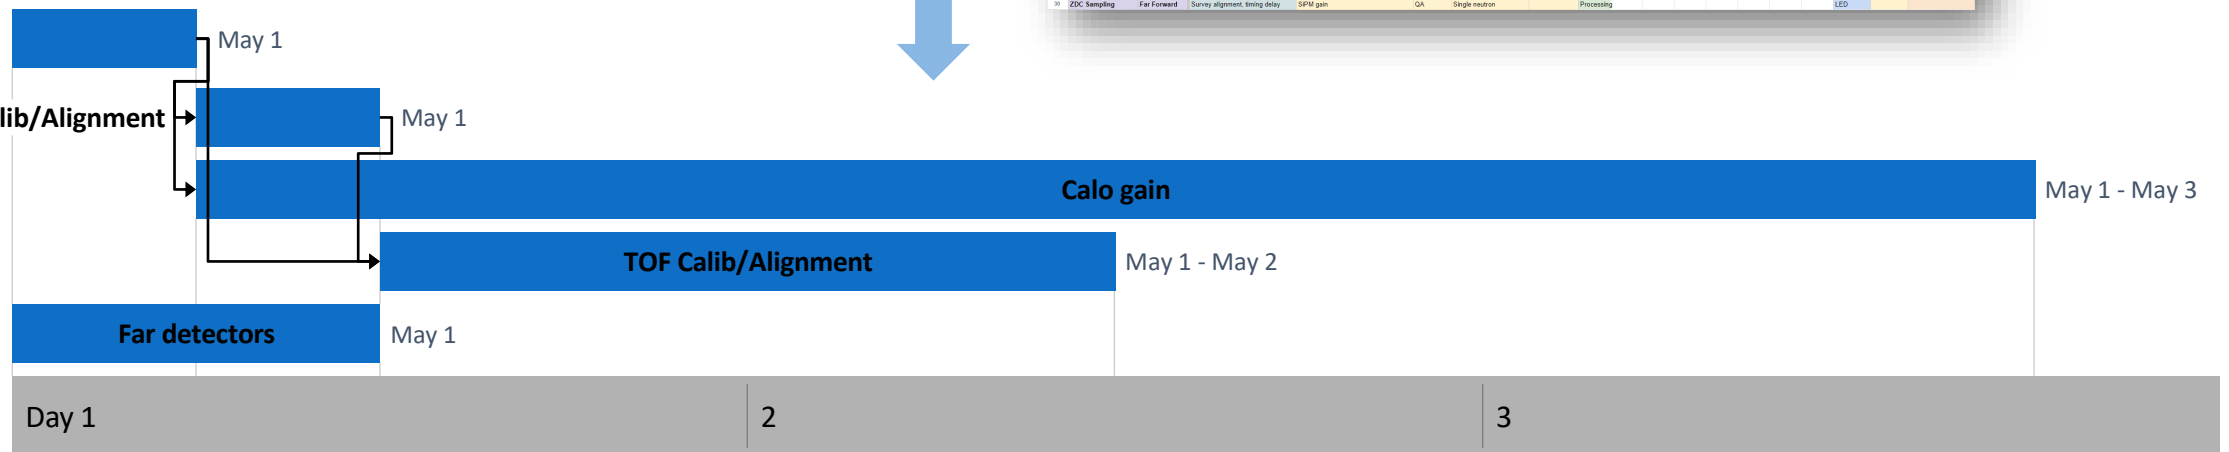 30 ZDC Sampling Far Forward Survey alignment, timing delay SiPM gain QA Single neutron Processing LED
May 1
lib/Alignment
May 1
Calo gain
May 1 - May 3
TOF Calib/Alignment
May 1 - May 2
Far detectors
May 1
Day 1 2 3